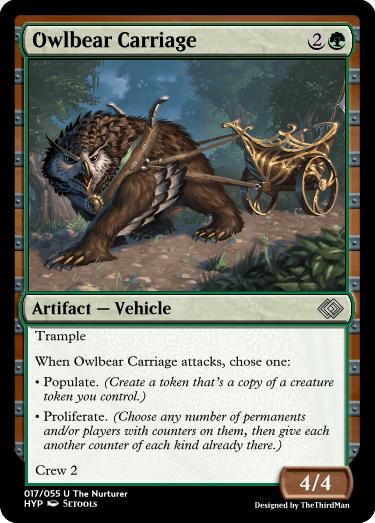 Owlbear Carriage 2
Artifact — Vehicle
Trample
When Owlbear Carriage attacks, chose one:
• Populate. (Create a token that's a copy of a creature
token you control.)
• Proliferate. (Choose any number of permanents
and/or players with counters on them, then give each
another counter of each kind already there.)
Crew 2
4/4
017/055 U The Nurturer
HYP 5etools
Designed by TheThirdMan